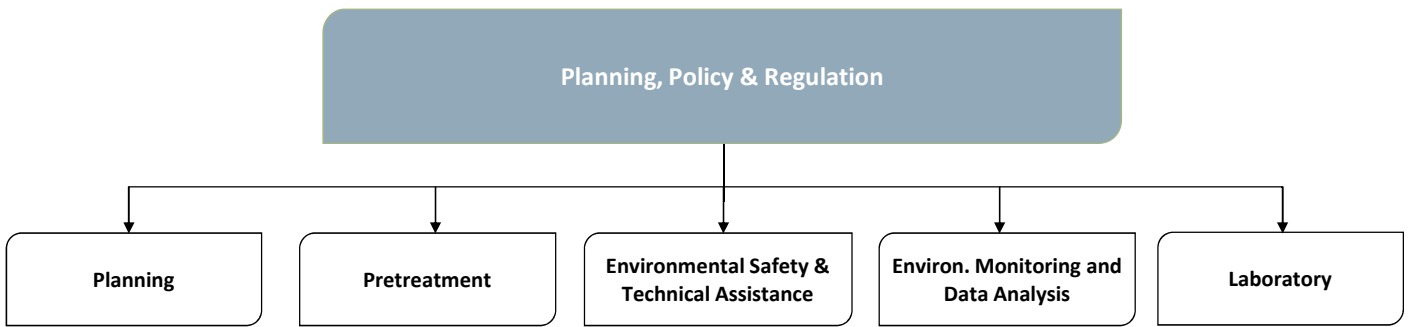 Planning, Policy & Regulation
Planning
Pretreatment
Environmental Safety &
Technical Assistance
Environ. Monitoring and
Data Analysis
Laboratory